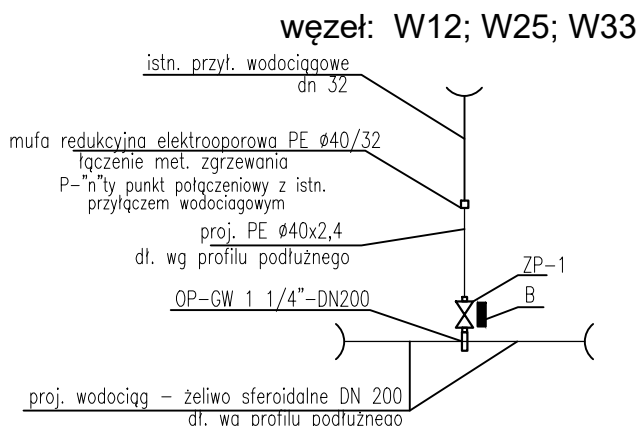 węzeł: W12; W25; W33
istn. przył. wodociągowe
dn 32
mufa redukcyjna elektrooporowa PE ø40/32
łączenie met. zgrzewania
P-"n"ty punkt połączeniowy z istn.
przyłączem wodociagowym
proj. PE ø40x2,4
dł. wg profilu podłużnego
ZP-1
B
OP-GW 1 1/4"-DN200
proj. wodociąg - żeliwo sferoidalne DN 200
dł. wg profilu podłużnego